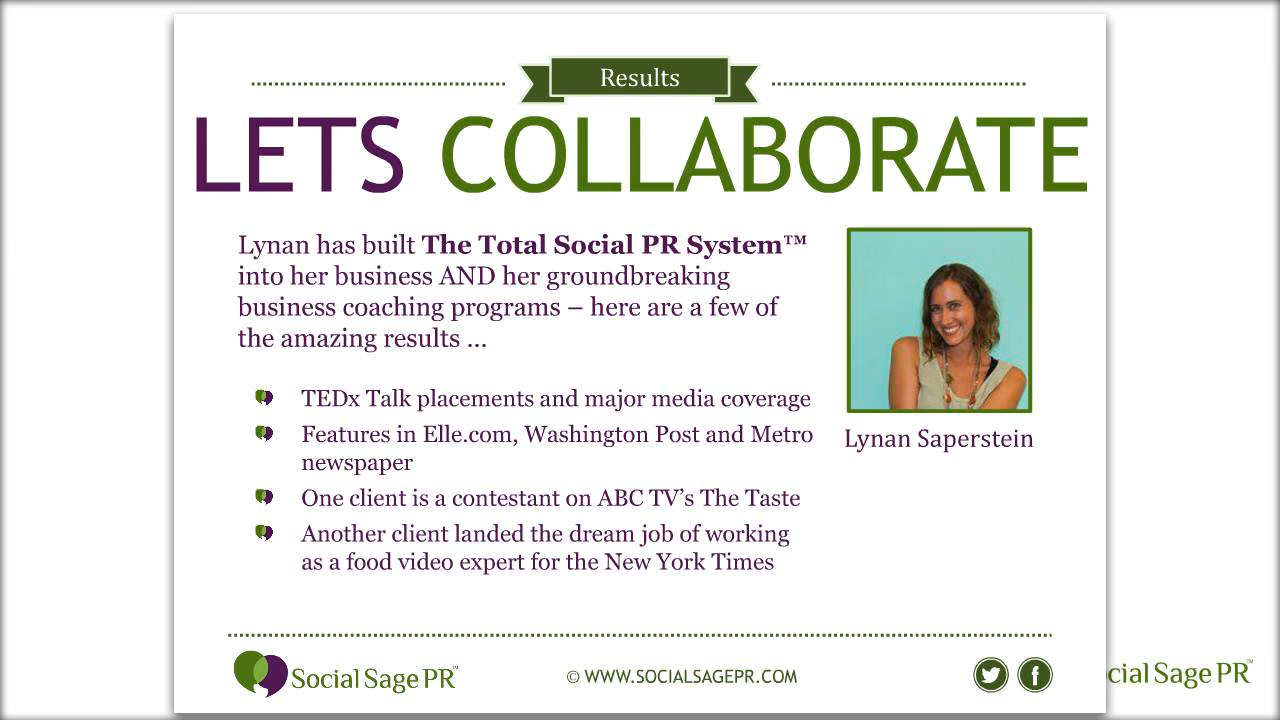 Results
LETS COLLABORATE
Lynan has built The Total Social PR System™
into her business AND her groundbreaking
business coaching programs – here are a few of
the amazing results ...
TEDx Talk placements and major media coverage
Features in Elle.com, Washington Post and Metro
newspaper
One client is a contestant on ABC TV’s The Taste
Another client landed the dream job of working
as a food video expert for the New York Times
Lynan Saperstein
Social Sage PR™
© WWW.SOCIALSAGEPR.COM
cial Sage PR™